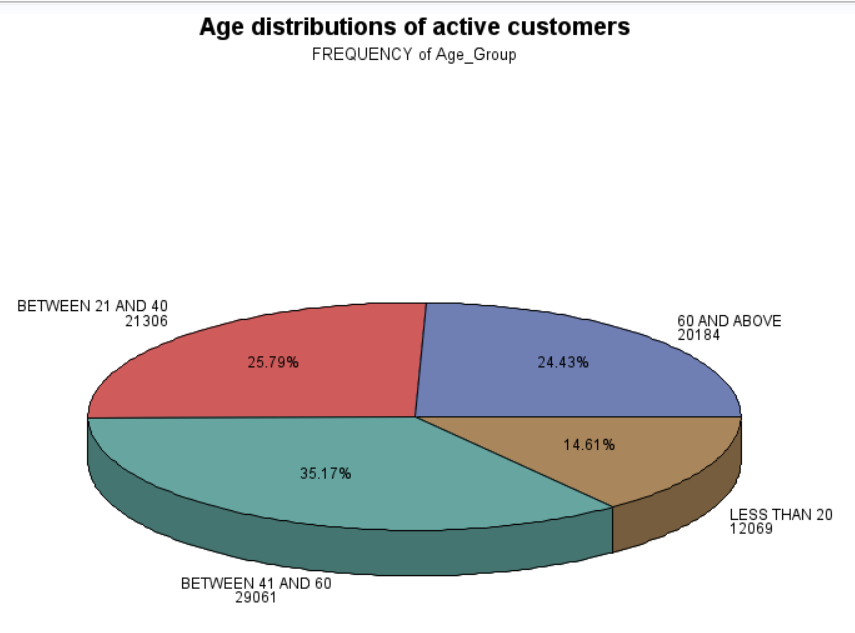 Age distributions of active customers
FREQUENCY of Age_Group
BETWEEN 21 AND 40
21306
60 AND ABOVE
20184
25.79%
24.43%
14.61%
35.17%
LESS THAN 20
12069
BETWEEN 41 AND 60
29061